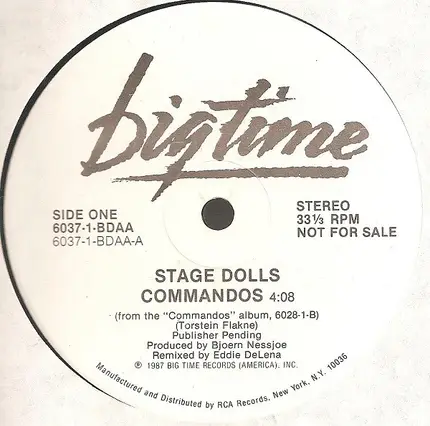 bigtime
SIDE ONE
6037-1-BDAA
6037-1-BDAA-A
STEREO
33⅓ RPM
NOT FOR SALE
STAGE DOLLS
COMMANDOS 4:08
(from the "Commandos" album, 6028-1-B)
(Torstein Flakne)
Publisher Pending
Produced by Bjoern Nessjoe
Remixed by Eddie DeLena
℗ 1987 BIG TIME RECORDS (AMERICA). INC.
Manufactured and Distributed by RCA Records, New York, N.Y. 10036